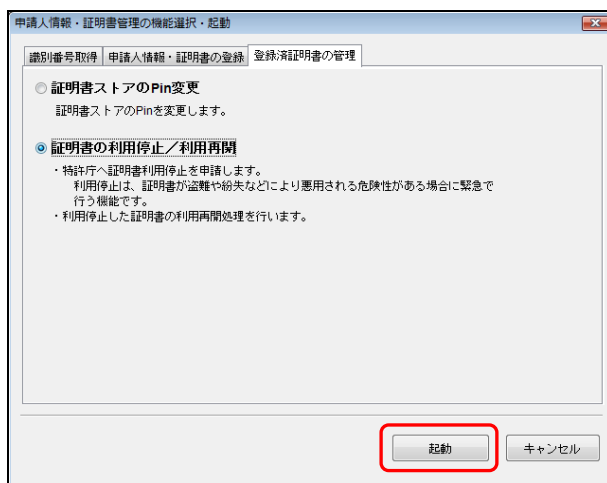 申請人情報・証明書管理の機能選択・起動
識別番号取得 申請人情報・証明書の登録 登録済証明書の管理
証明書ストアのPin変更
証明書ストアのPinを変更します。
証明書の利用停止／利用再開
・特許庁へ証明書利用停止を申請します。
利用停止は、証明書が盗難や紛失などにより悪用される危険性がある場合に緊急で
行う機能です。
・利用停止した証明書の利用再開処理を行います。
起動 キャンセル